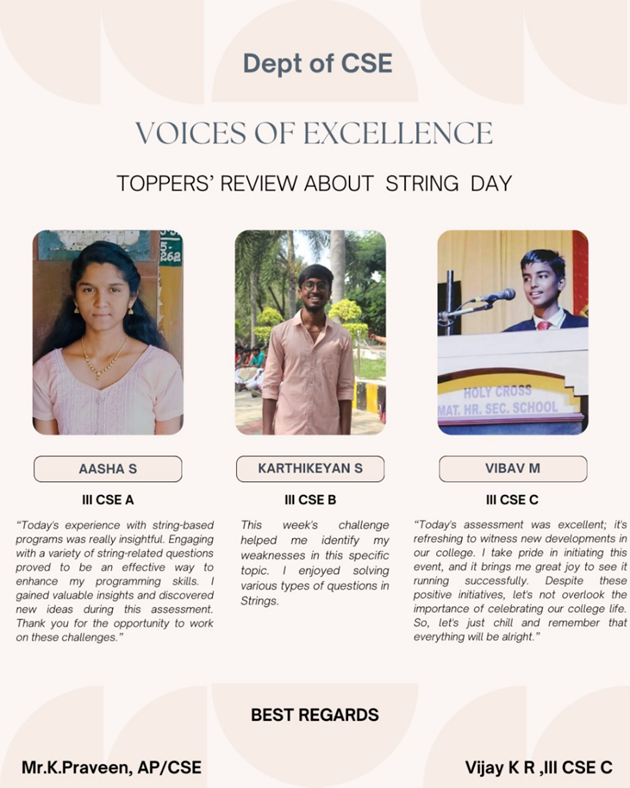 Dept of CSE
VOICES OF EXCELLENCE
TOPPERS’ REVIEW ABOUT STRING DAY
262
HOLY CROSS
MAT. HR. SEC. SCHOOL
AASHA S
KARTHIKEYAN S
VIBAV M
III CSE A
III CSE B
III CSE C
“Today's experience with string-based
programs was really insightful. Engaging
with a variety of string-related questions
proved to be an effective way to
enhance my programming skills. I
gained valuable insights and discovered
new ideas during this assessment.
Thank you for the opportunity to work
on these challenges.”
This week's challenge
helped me identify my
weaknesses in this specific
topic. I enjoyed solving
various types of questions in
Strings.
“Today's assessment was excellent; it's
refreshing to witness new developments in
our college. I take pride in initiating this
event, and it brings me great joy to see it
running successfully. Despite these
positive initiatives, let's not overlook the
importance of celebrating our college life.
So, let's just chill and remember that
everything will be alright.”
BEST REGARDS
Mr.K.Praveen, AP/CSE
Vijay K R ,III CSE C